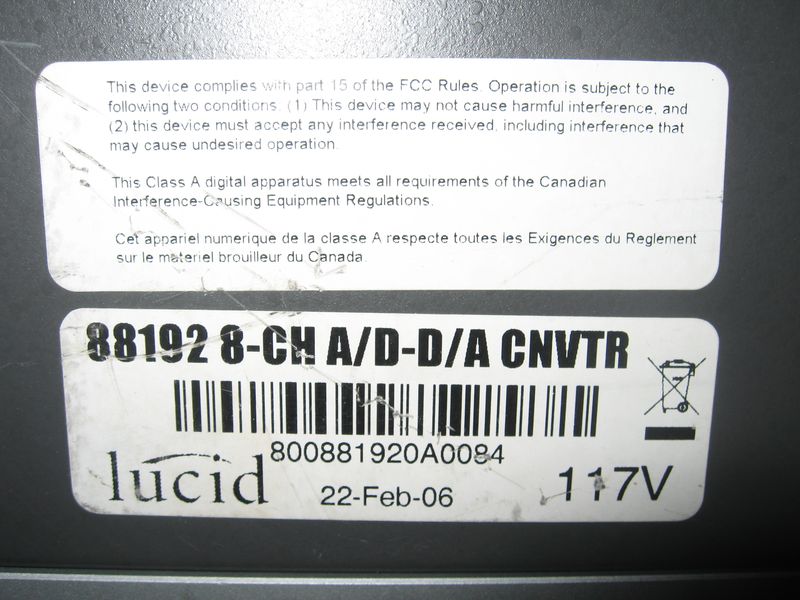 This device complies with part 15 of the FCC Rules. Operation is subject to the
following two conditions. (1) This device may not cause harmful interference, and
(2) this device must accept any interference received, including interference that
may cause undesired operation.
This Class A digital apparatus meets all requirements of the Canadian
Interference-Causing Equipment Regulations.
Cet appariel numerique de la classe A respecte toutes les Exigences du Reglement
sur le materiel brouilleur du Canada.
88192 8-CH A/D-D/A CNVTR
800881920A0084
lucid
22-Feb-06
117V